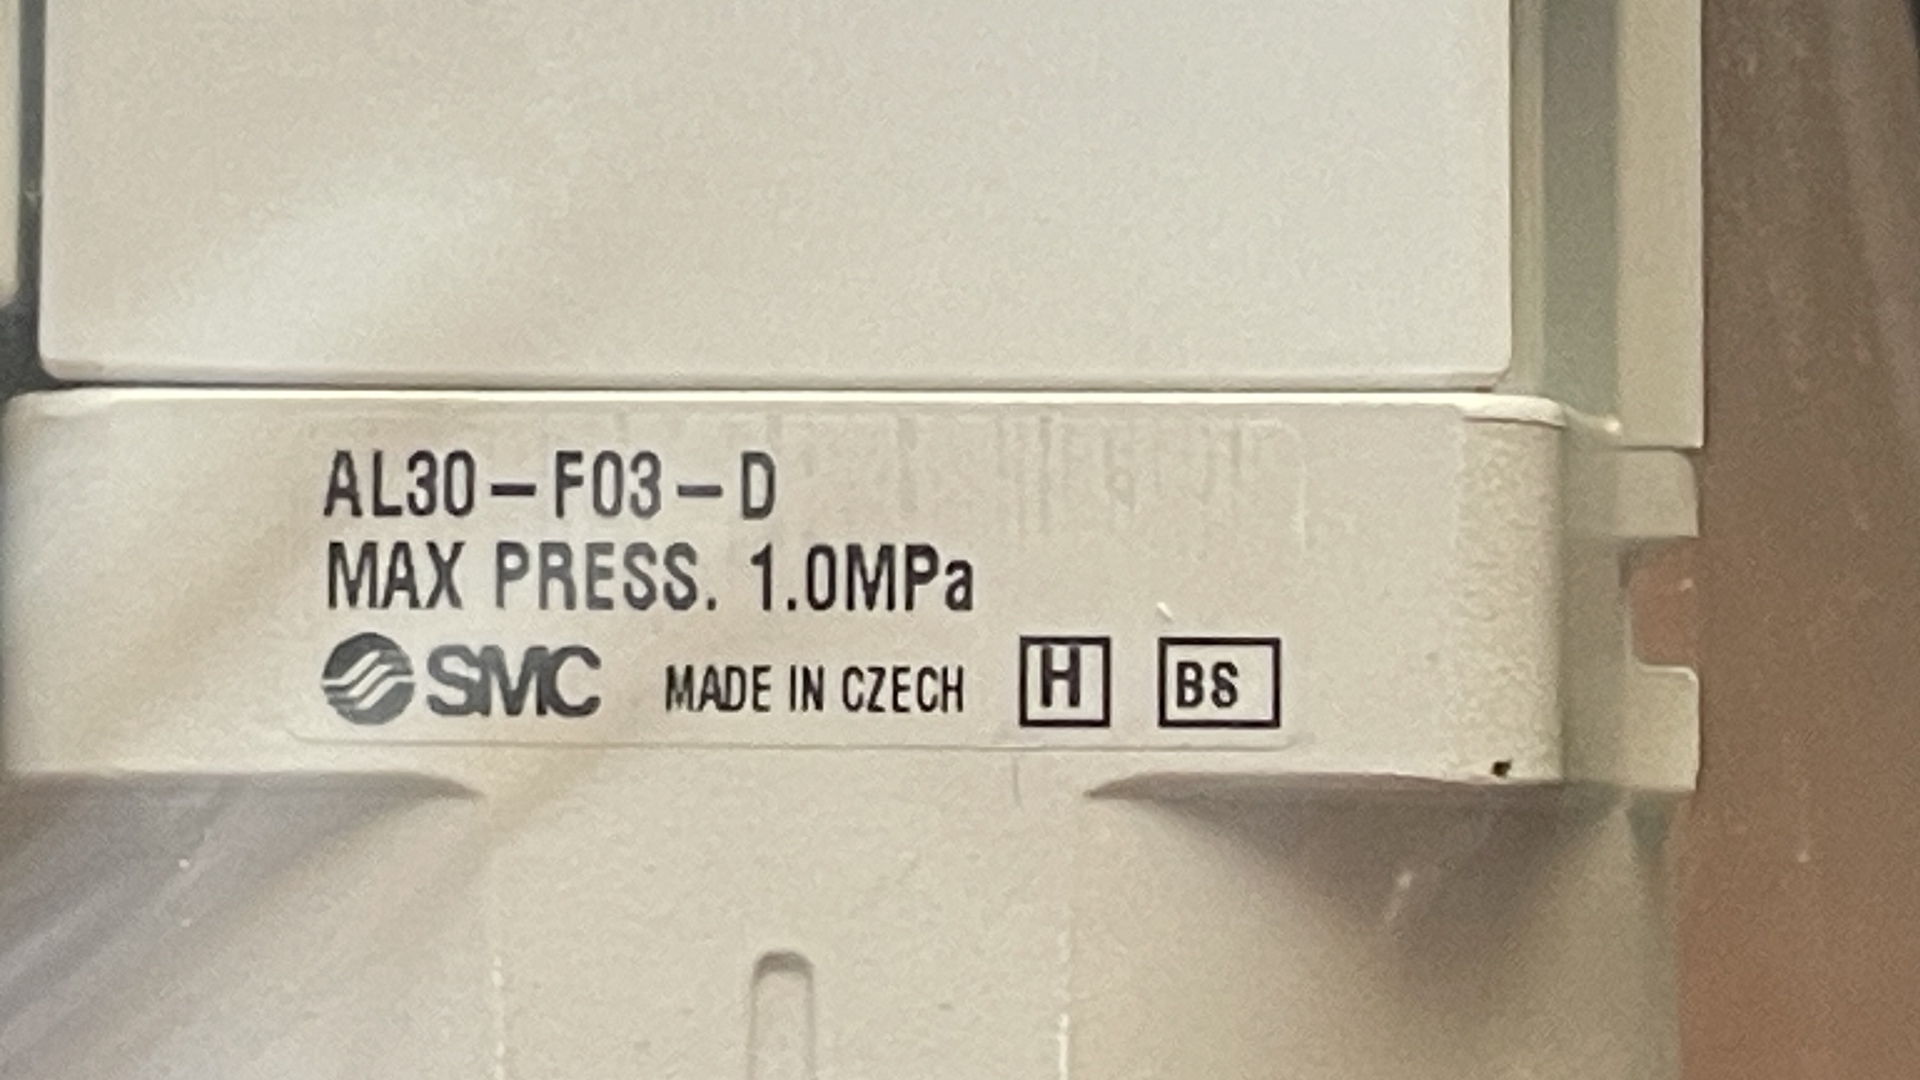 AL30-F03-D
MAX PRESS. 1.0MPa
SMC MADE IN CZECH H BS